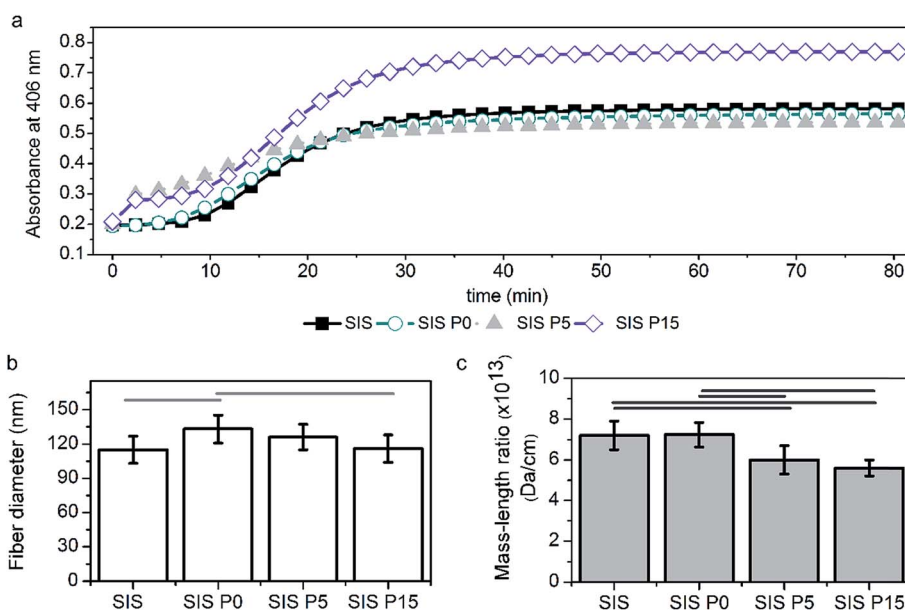 a
Absorbance at 406 nm
0.8
0.7
0.6
0.5
0.4
0.3
0.2
0.1
0 10 20 30 40 50 60 70 80
time (min)
SIS SIS P0 SIS P5 SIS P15
b
Fiber diameter (nm)
150
120
90
60
30
0
SIS SIS P0 SIS P5 SIS P15
c
Mass-length ratio (x10¹³)
(Da/cm)
10
8
6
4
2
0
SIS SIS P0 SIS P5 SIS P15